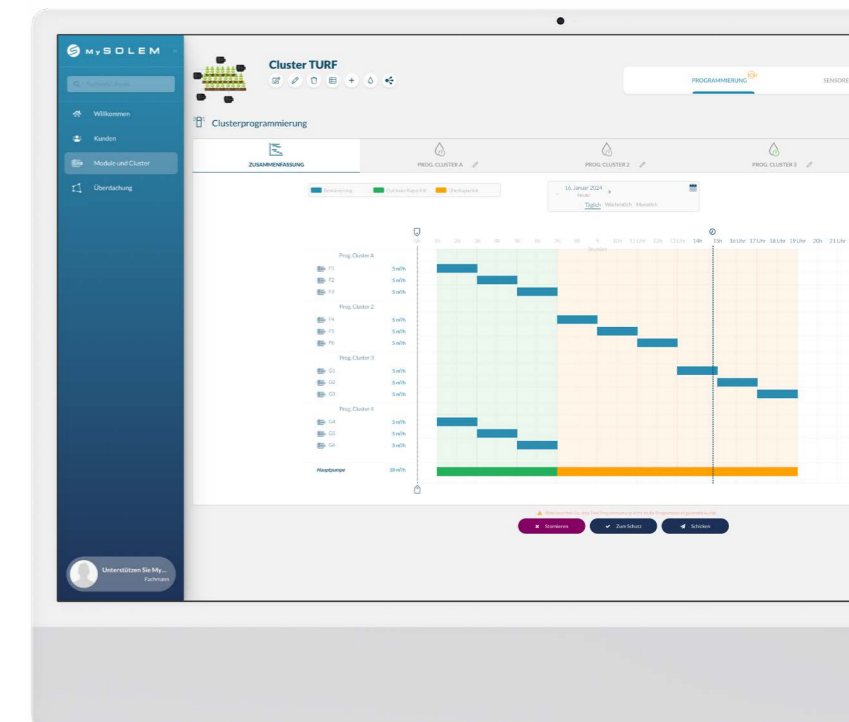 MySOLEM
Willkommen
Kunden
Module und Cluster
Überdachung
Unterstützen Sie My...
Fachmann
Cluster TURF
PROGRAMMIERUNG
SENSORE
Clusterprogrammierung
ZUSAMMENFASSUNG
PROG. CLUSTER A
PROG. CLUSTER 2
PROG. CLUSTER 3
16. Januar 2024
Täglich Wöchentlich Monatlich
14h 15h 16 Uhr 17 Uhr 18 Uhr 19 Uhr 20h 21 Uhr
Prog. Cluster A
F1 5 m³/h
F2 5 m³/h
F3 5 m³/h
Prog. Cluster 2
F4 5 m³/h
F5 5 m³/h
F6 5 m³/h
Prog. Cluster 3
G1 5 m³/h
G2 5 m³/h
G3 5 m³/h
Prog. Cluster 4
G4 5 m³/h
G5 5 m³/h
G6 5 m³/h
Hauptpumpe
Stornieren Zum Schutz Schicken